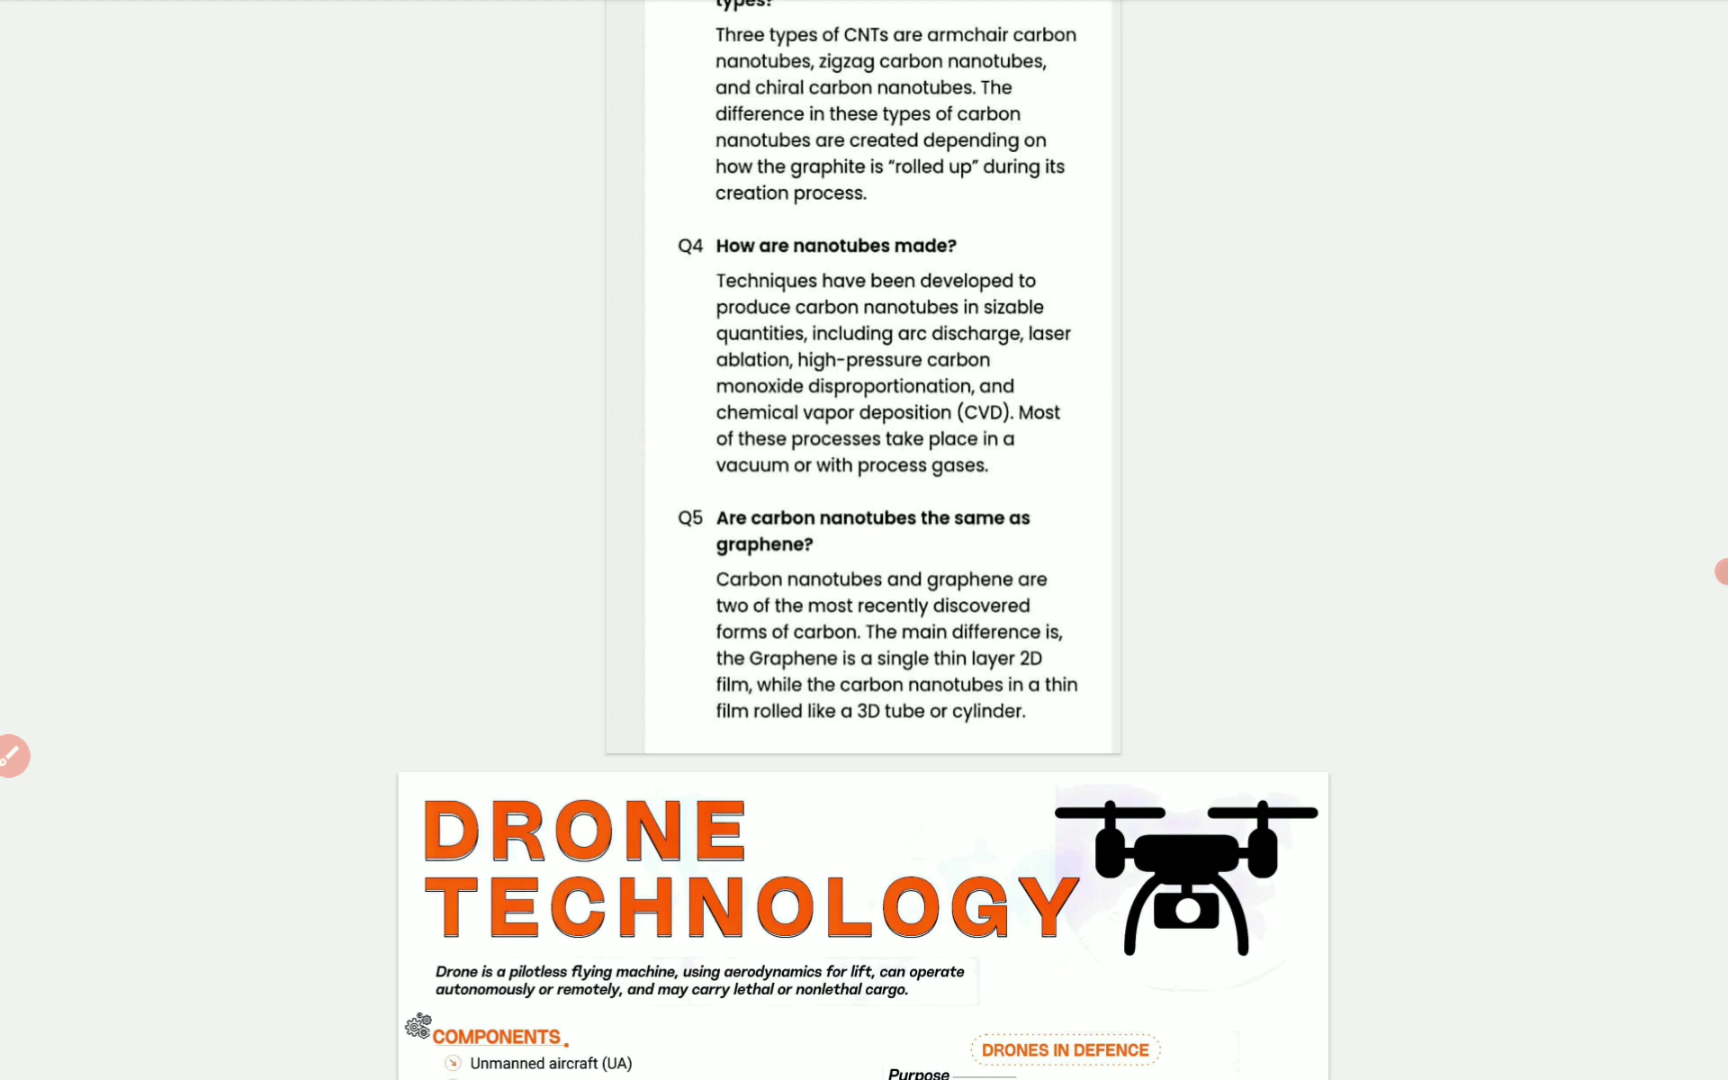 types?
Three types of CNTs are armchair carbon
nanotubes, zigzag carbon nanotubes,
and chiral carbon nanotubes. The
difference in these types of carbon
nanotubes are created depending on
how the graphite is “rolled up” during its
creation process.
Q4 How are nanotubes made?
Techniques have been developed to
produce carbon nanotubes in sizable
quantities, including arc discharge, laser
ablation, high-pressure carbon
monoxide disproportionation, and
chemical vapor deposition (CVD). Most
of these processes take place in a
vacuum or with process gases.
Q5 Are carbon nanotubes the same as
graphene?
Carbon nanotubes and graphene are
two of the most recently discovered
forms of carbon. The main difference is,
the Graphene is a single thin layer 2D
film, while the carbon nanotubes in a thin
film rolled like a 3D tube or cylinder.
DRONE
TECHNOLOGY
Drone is a pilotless flying machine, using aerodynamics for lift, can operate
autonomously or remotely, and may carry lethal or nonlethal cargo.
COMPONENTS
Unmanned aircraft (UA)
DRONES IN DEFENCE
Purpose